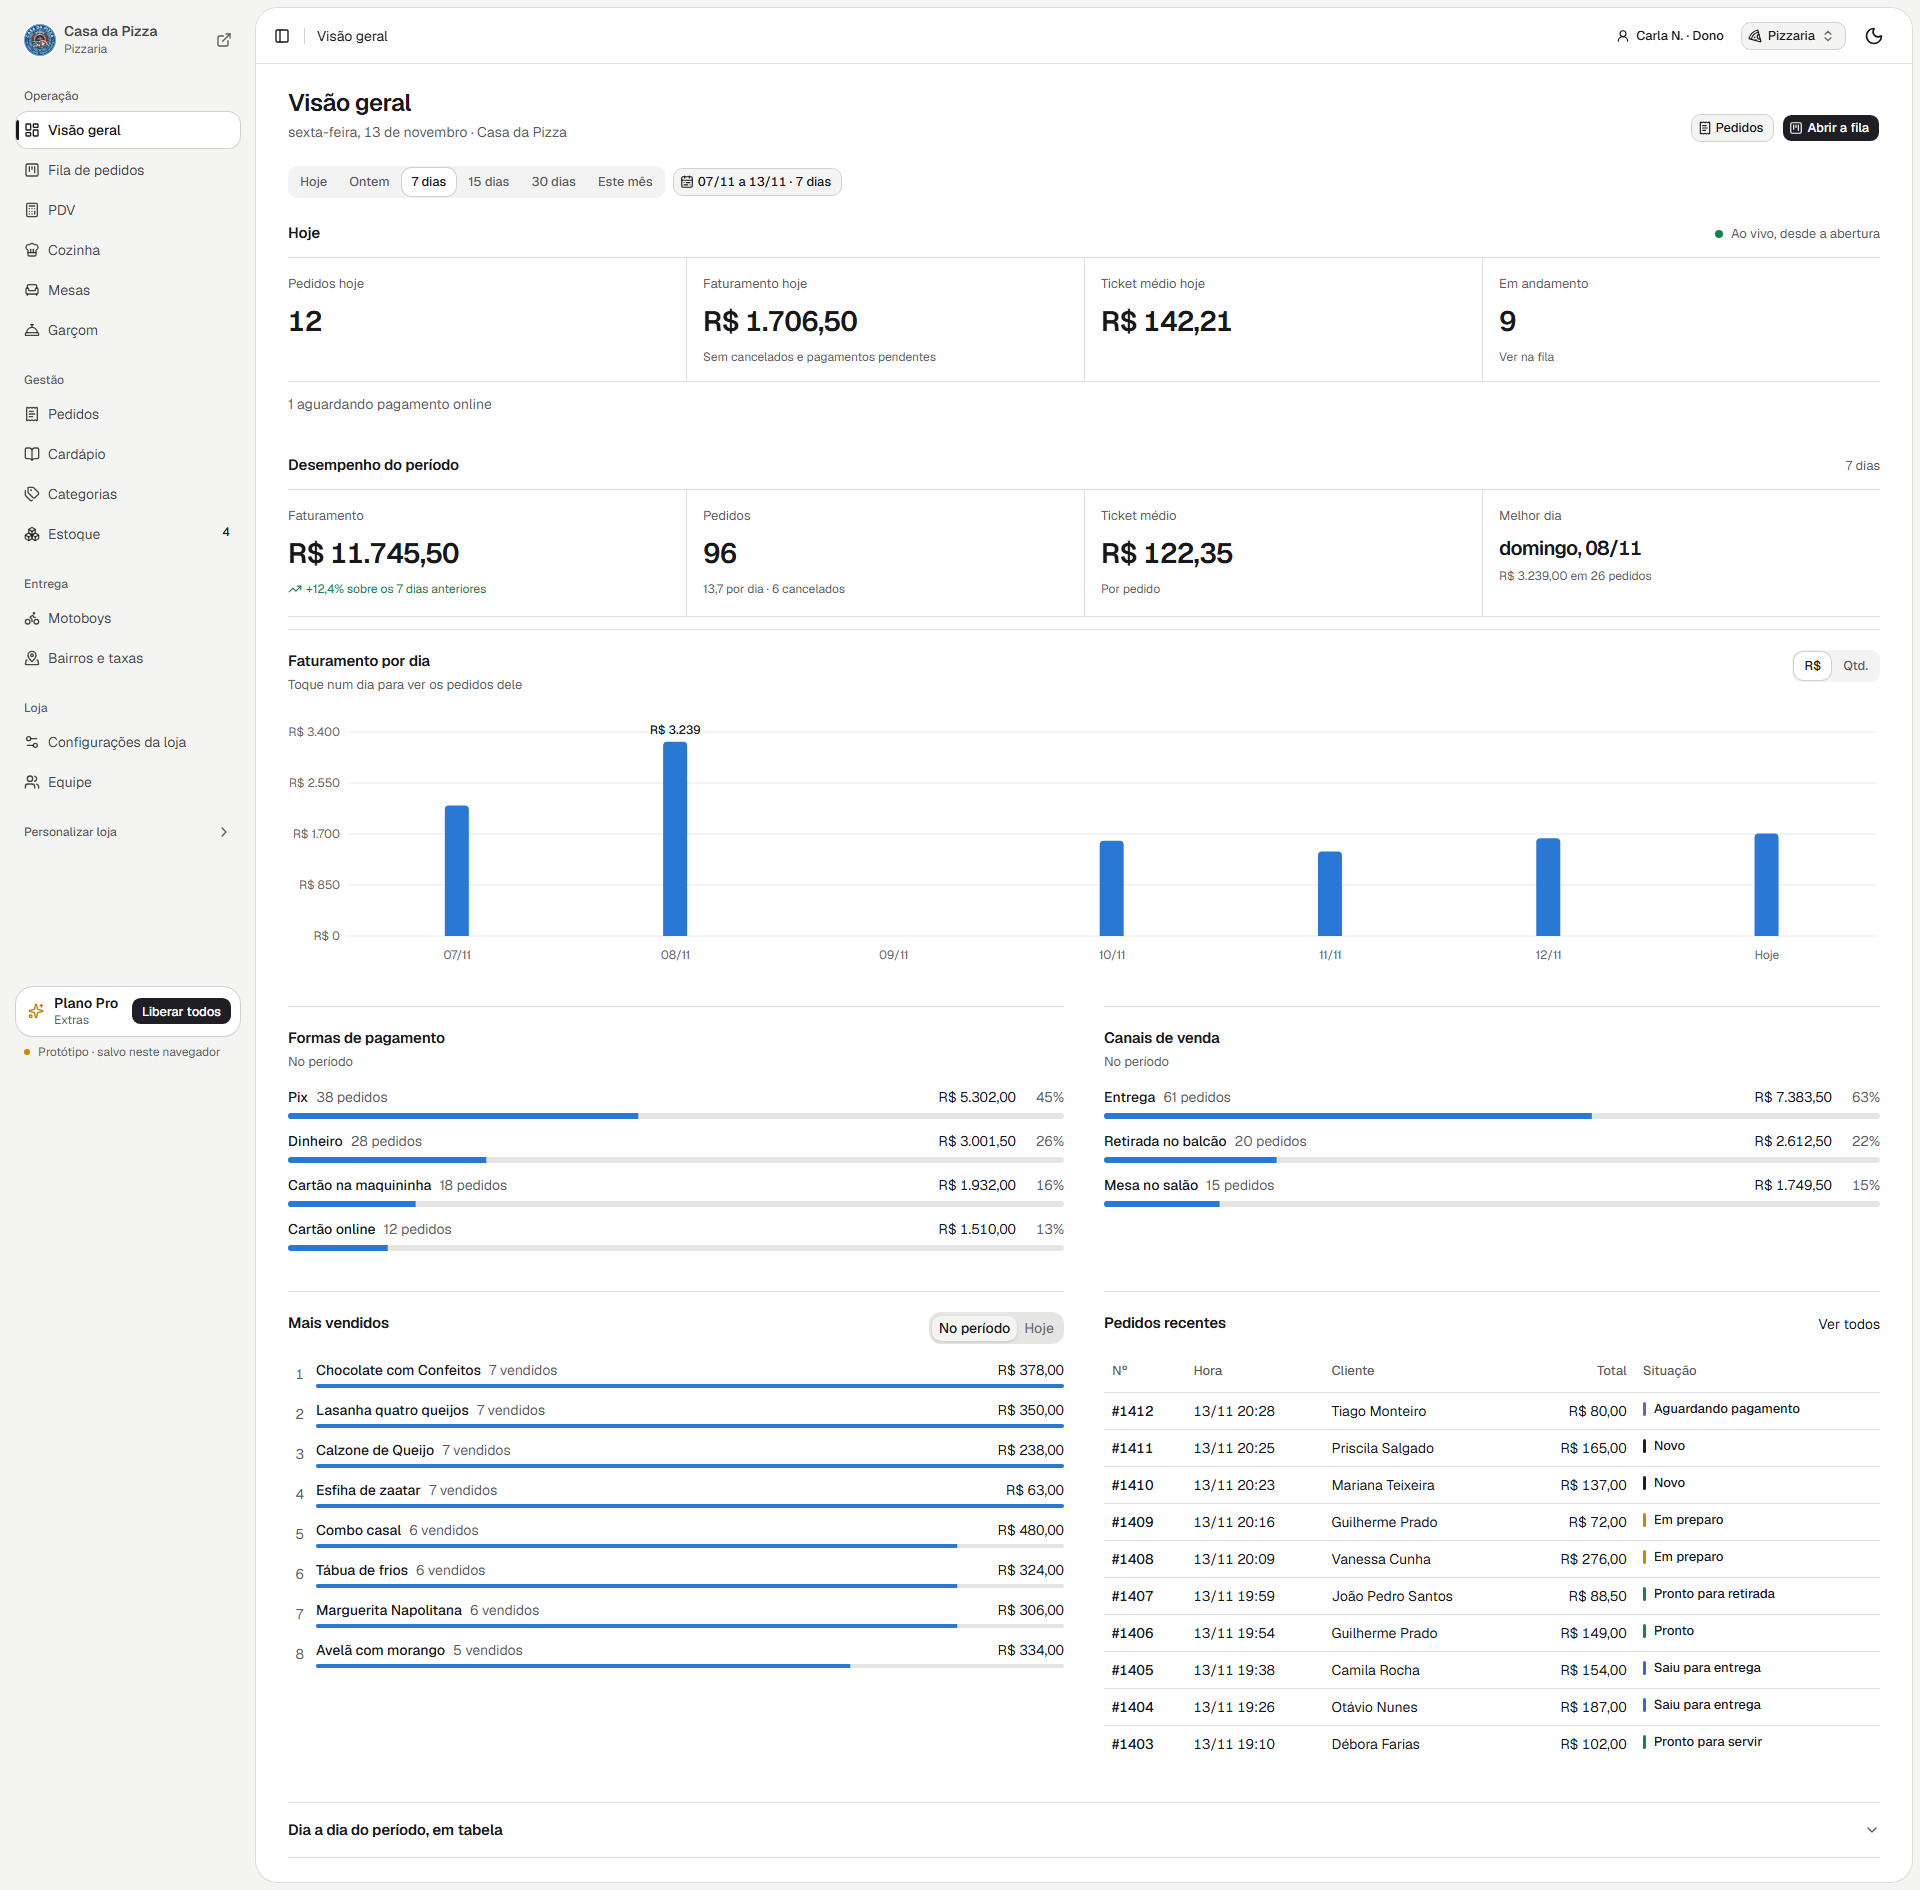 Casa da Pizza
Pizzaria
Operação
Visão geral
Fila de pedidos
PDV
Cozinha
Mesas
Garçom
Gestão
Pedidos
Cardápio
Categorias
Estoque 4
Entrega
Motoboys
Bairros e taxas
Loja
Configurações da loja
Equipe
Personalizar loja
Plano Pro
Extras
Liberar todos
Protótipo · salvo neste navegador
Visão geral
Carla N. · Dono
Pizzaria
Visão geral
sexta-feira, 13 de novembro · Casa da Pizza
Pedidos
Abrir a fila
Hoje Ontem 7 dias 15 dias 30 dias Este mês
07/11 a 13/11 · 7 dias
Hoje
Ao vivo, desde a abertura
Pedidos hoje
12
Faturamento hoje
R$ 1.706,50
Sem cancelados e pagamentos pendentes
Ticket médio hoje
R$ 142,21
Em andamento
9
Ver na fila
1 aguardando pagamento online
Desempenho do período
7 dias
Faturamento
R$ 11.745,50
+12,4% sobre os 7 dias anteriores
Pedidos
96
13,7 por dia · 6 cancelados
Ticket médio
R$ 122,35
Por pedido
Melhor dia
domingo, 08/11
R$ 3.239,00 em 26 pedidos
Faturamento por dia
Toque num dia para ver os pedidos dele
R$ Qtd.
R$ 3.239
R$ 3.400
R$ 2.550
R$ 1.700
R$ 850
R$ 0
07/11 08/11 09/11 10/11 11/11 12/11 Hoje
Formas de pagamento
No período
Pix 38 pedidos R$ 5.302,00 45%
Dinheiro 28 pedidos R$ 3.001,50 26%
Cartão na maquininha 18 pedidos R$ 1.932,00 16%
Cartão online 12 pedidos R$ 1.510,00 13%
Canais de venda
No período
Entrega 61 pedidos R$ 7.383,50 63%
Retirada no balcão 20 pedidos R$ 2.612,50 22%
Mesa no salão 15 pedidos R$ 1.749,50 15%
Mais vendidos
No período Hoje
1 Chocolate com Confeitos 7 vendidos R$ 378,00
2 Lasanha quatro queijos 7 vendidos R$ 350,00
3 Calzone de Queijo 7 vendidos R$ 238,00
4 Esfiha de zaatar 7 vendidos R$ 63,00
5 Combo casal 6 vendidos R$ 480,00
6 Tábua de frios 6 vendidos R$ 324,00
7 Marguerita Napolitana 6 vendidos R$ 306,00
8 Avelã com morango 5 vendidos R$ 334,00
Pedidos recentes
Ver todos
Nº Hora Cliente Total Situação
#1412 13/11 20:28 Tiago Monteiro R$ 80,00 Aguardando pagamento
#1411 13/11 20:25 Priscila Salgado R$ 165,00 Novo
#1410 13/11 20:23 Mariana Teixeira R$ 137,00 Novo
#1409 13/11 20:16 Guilherme Prado R$ 72,00 Em preparo
#1408 13/11 20:09 Vanessa Cunha R$ 276,00 Em preparo
#1407 13/11 19:59 João Pedro Santos R$ 88,50 Pronto para retirada
#1406 13/11 19:54 Guilherme Prado R$ 149,00 Pronto
#1405 13/11 19:38 Camila Rocha R$ 154,00 Saiu para entrega
#1404 13/11 19:26 Otávio Nunes R$ 187,00 Saiu para entrega
#1403 13/11 19:10 Débora Farias R$ 102,00 Pronto para servir
Dia a dia do período, em tabela